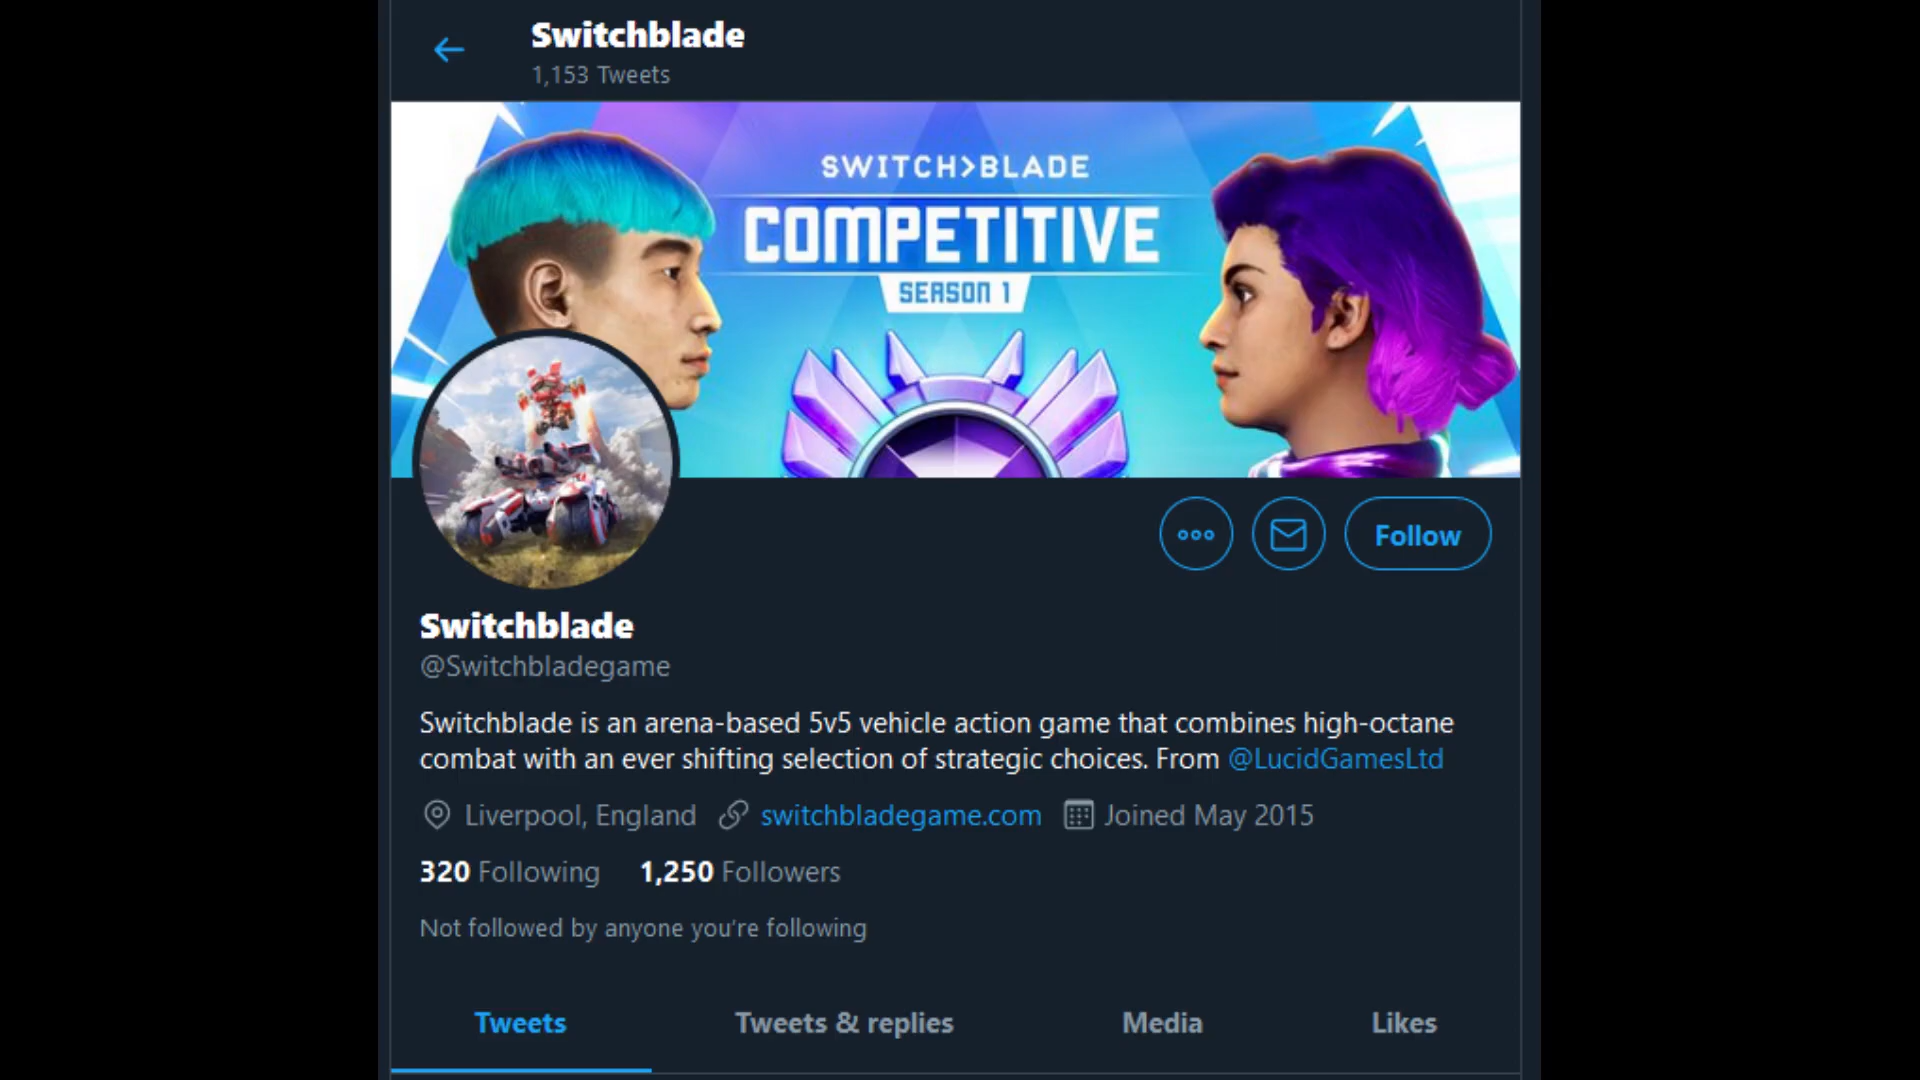 Switchblade
1,153 Tweets
SWITCH>BLADE
COMPETITIVE
SEASON 1
Follow
Switchblade
@Switchbladegame
Switchblade is an arena-based 5v5 vehicle action game that combines high-octane
combat with an ever shifting selection of strategic choices. From @LucidGamesLtd
Liverpool, England switchbladegame.com Joined May 2015
320 Following 1,250 Followers
Not followed by anyone you're following
Tweets Tweets & replies Media Likes